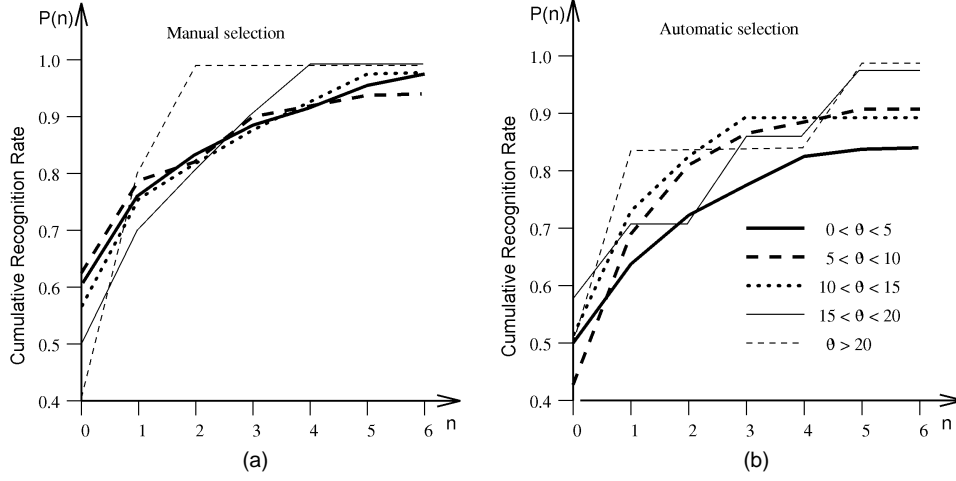 P(n)
Manual selection
1.0
0.9
0.8
0.7
0.6
0.5
0.4
Cumulative Recognition Rate
0 1 2 3 4 5 6 n
(a)
P(n)
Automatic selection
1.0
0.9
0.8
0.7
0.6
0.5
0.4
Cumulative Recognition Rate
0 < θ < 5
5 < θ < 10
10 < θ < 15
15 < θ < 20
θ > 20
0 1 2 3 4 5 6 n
(b)